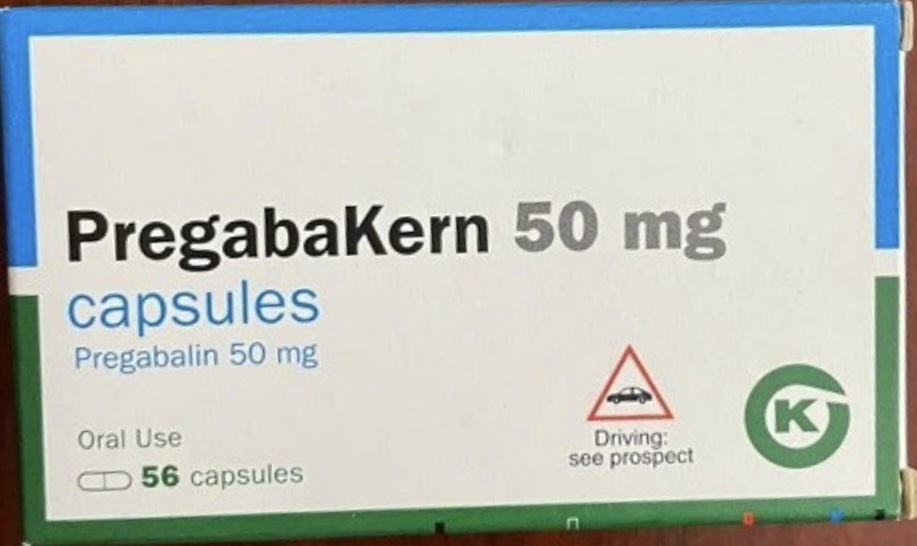 PregabaKern 50 mg
capsules
Pregabalin 50 mg
Oral Use
56 capsules
Driving:
see prospect
K